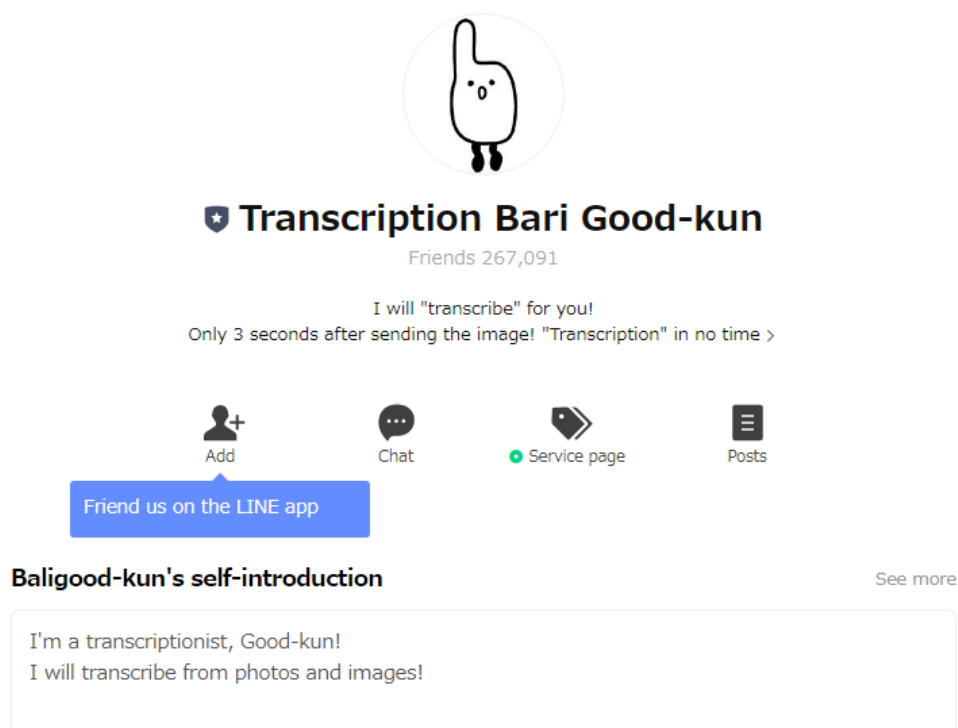 Transcription Bari Good-kun
Friends 267,091
I will "transcribe" for you!
Only 3 seconds after sending the image! "Transcription" in no time >
Add
Chat
Service page
Posts
Friend us on the LINE app
Baligood-kun's self-introduction
See more
I'm a transcriptionist, Good-kun!
I will transcribe from photos and images!